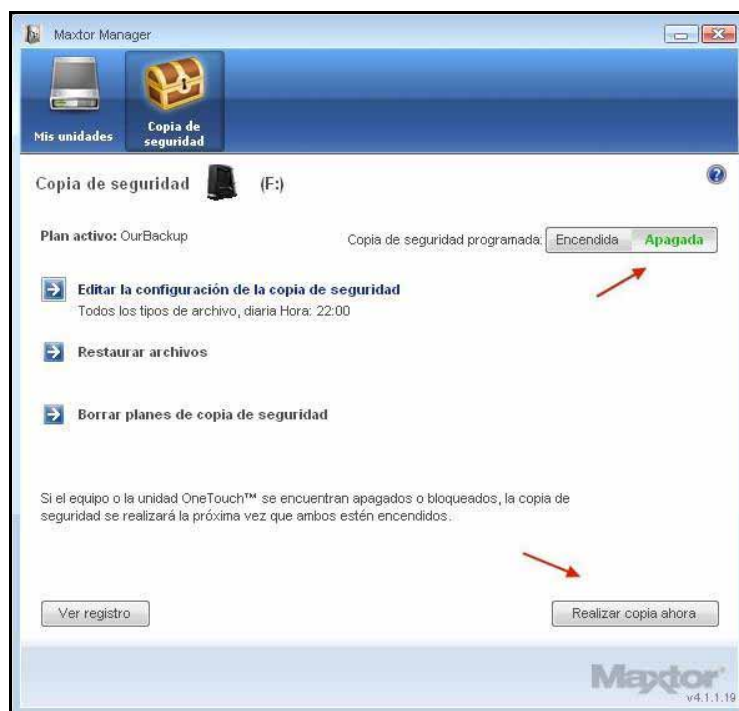 Maxtor Manager
Mis unidades
Copia de
seguridad
Copia de seguridad (F:)
Plan activo: OurBackup
Copia de seguridad programada: Encendida Apagada
Editar la configuración de la copia de seguridad
Todos los tipos de archivo, diaria Hora: 22:00
Restaurar archivos
Borrar planes de copia de seguridad
Si el equipo o la unidad OneTouch™ se encuentran apagados o bloqueados, la copia de
seguridad se realizará la próxima vez que ambos estén encendidos.
Ver registro
Realizar copia ahora
Maxtor
v4.1.1.19